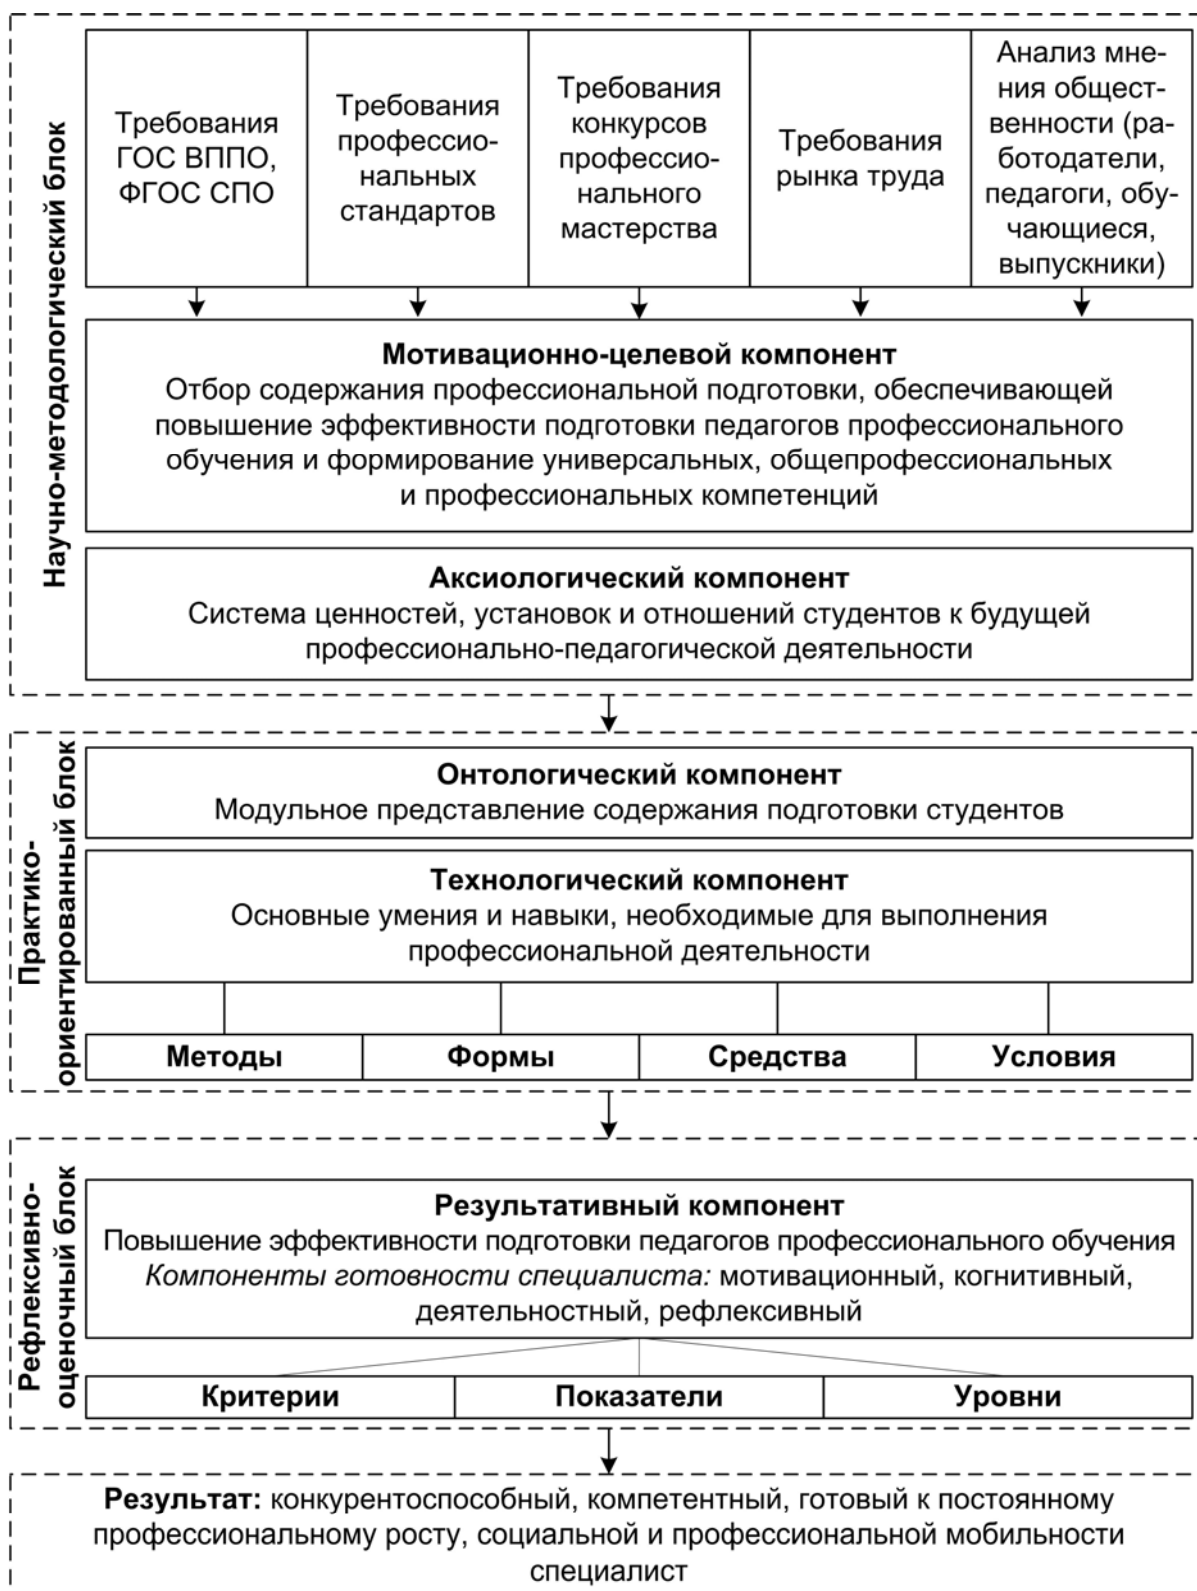 Научно-методологический блок
Требования
ГОС ВППО,
ФГОС СПО
Требования
профессио-
нальных
стандартов
Требования
конкурсов
профессио-
нального
мастерства
Требования
рынка труда
Анализ мне-
ния общест-
венности (ра-
ботодатели,
педагоги, обу-
чающиеся,
выпускники)
Мотивационно-целевой компонент
Отбор содержания профессиональной подготовки, обеспечивающей
повышение эффективности подготовки педагогов профессионального
обучения и формирование универсальных, общепрофессиональных
и профессиональных компетенций
Аксиологический компонент
Система ценностей, установок и отношений студентов к будущей
профессионально-педагогической деятельности
Практико-
ориентированный блок
Онтологический компонент
Модульное представление содержания подготовки студентов
Технологический компонент
Основные умения и навыки, необходимые для выполнения
профессиональной деятельности
Методы
Формы
Средства
Условия
Рефлексивно-
оценочный блок
Результативный компонент
Повышение эффективности подготовки педагогов профессионального обучения
Компоненты готовности специалиста: мотивационный, когнитивный,
деятельностный, рефлексивный
Критерии
Показатели
Уровни
Результат: конкурентоспособный, компетентный, готовый к постоянному
профессиональному росту, социальной и профессиональной мобильности
специалист